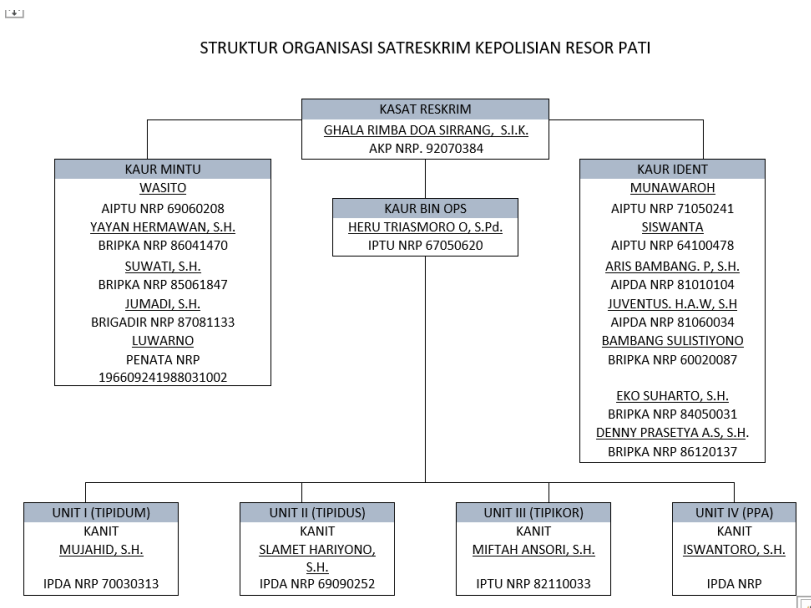 STRUKTUR ORGANISASI SATRESKRIM KEPOLISIAN RESOR PATI
KASAT RESKRIM
GHALA RIMBA DOA SIRRANG, S.I.K.
AKP NRP. 92070384
KAUR MINTU
WASITO
AIPTU NRP 69060208
YAYAN HERMAWAN, S.H.
BRIPKA NRP 86041470
SUWATI, S.H.
BRIPKA NRP 85061847
JUMADI, S.H.
BRIGADIR NRP 87081133
LUWARNO
PENATA NRP
196609241988031002
KAUR BIN OPS
HERU TRIASMORO O, S.Pd.
IPTU NRP 67050620
KAUR IDENT
MUNAWAROH
AIPTU NRP 71050241
SISWANTA
AIPTU NRP 64100478
ARIS BAMBANG. P, S.H.
AIPDA NRP 81010104
JUVENTUS. H.A.W, S.H
AIPDA NRP 81060034
BAMBANG SULISTIYONO
BRIPKA NRP 60020087
EKO SUHARTO, S.H.
BRIPKA NRP 84050031
DENNY PRASETYA A.S, S.H.
BRIPKA NRP 86120137
UNIT I (TIPIDUM)
KANIT
MUJAHID, S.H.
IPDA NRP 70030313
UNIT II (TIPIDUS)
KANIT
SLAMET HARIYONO,
S.H.
IPDA NRP 69090252
UNIT III (TIPIKOR)
KANIT
MIFTAH ANSORI, S.H.
IPTU NRP 82110033
UNIT IV (PPA)
KANIT
ISWANTORO, S.H.
IPDA NRP